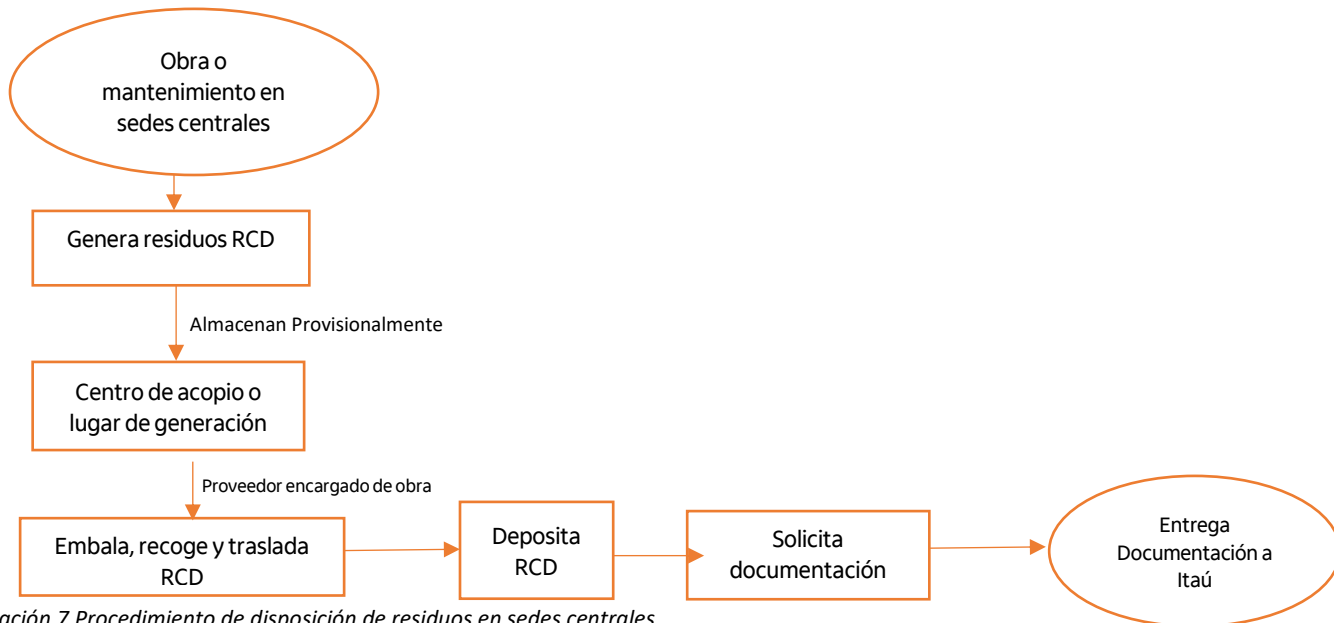 Obra o
mantenimiento en
sedes centrales
Genera residuos RCD
Almacenan Provisionalmente
Centro de acopio o
lugar de generación
Proveedor encargado de obra
Embala, recoge y traslada
RCD
Deposita
RCD
Solicita
documentación
Entrega
Documentación a
Itaú
ación 7 Procedimiento de disposición de residuos en sedes centrales